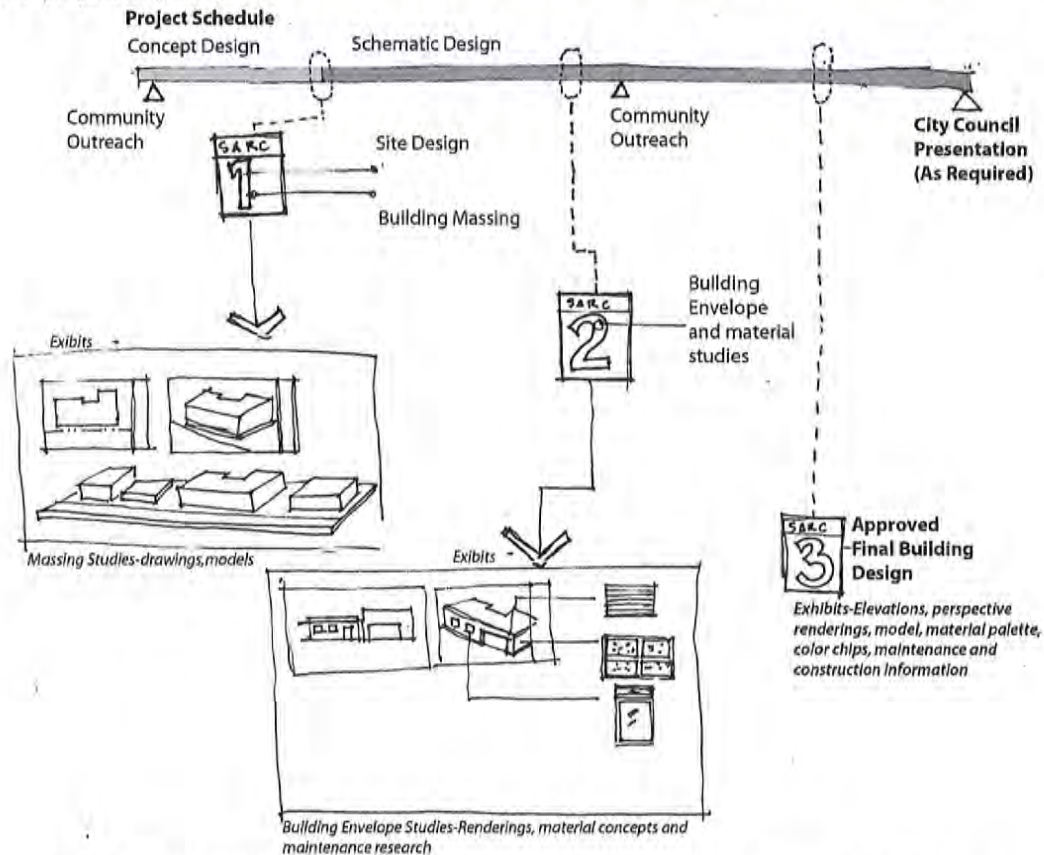 Project Schedule
Concept Design
Schematic Design
Community
Outreach
Community
Outreach
City Council
Presentation
(As Required)
SARC
1
Site Design
Building Massing
SARC
2
Building
Envelope
and material
studies
Exibits -
Massing Studies-drawings,models
Exibits -
SARC
3
Approved
Final Building
Design
Exhibits-Elevations, perspective
renderings, model, material palette,
color chips, maintenance and
construction information
Building Envelope Studies-Renderings, material concepts and
maintenance research